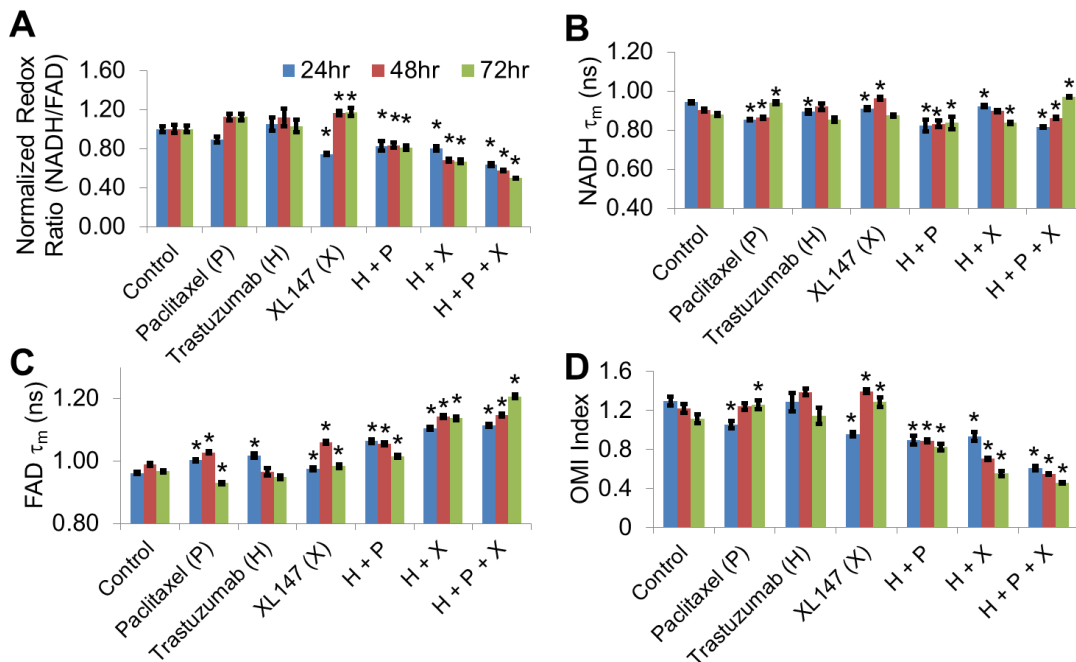 A
Normalized Redox
Ratio (NADH/FAD)
1.60
1.20
0.80
0.40
0.00
24hr 48hr 72hr
* ** *** *** ***
Control
Paclitaxel (P)
Trastuzumab (H)
XL147 (X)
H + P
H + X
H + P + X
B
NADH τm (ns)
1.20
1.00
0.80
0.60
0.40
*** * ** *** * * ***
Control
Paclitaxel (P)
Trastuzumab (H)
XL147 (X)
H + P
H + X
H + P + X
C
FAD τm (ns)
1.20
1.00
0.80
*** * *** *** *** ***
Control
Paclitaxel (P)
Trastuzumab (H)
XL147 (X)
H + P
H + X
H + P + X
D
OMI Index
1.6
1.2
0.8
0.4
0
* * *** *** *** ***
Control
Paclitaxel (P)
Trastuzumab (H)
XL147 (X)
H + P
H + X
H + P + X